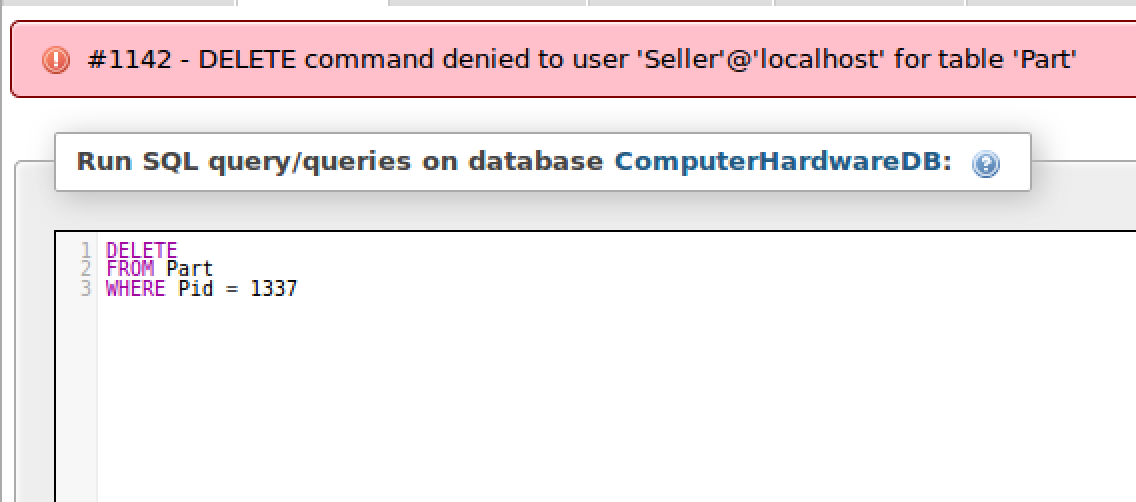 #1142 - DELETE command denied to user 'Seller'@'localhost' for table 'Part'
Run SQL query/queries on database ComputerHardwareDB:
1 DELETE
2 FROM Part
3 WHERE Pid = 1337